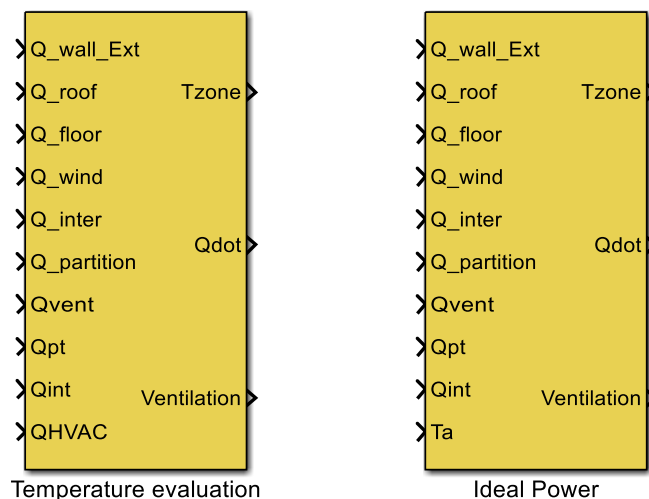 Q_wall_Ext
Q_roof
Tzone
Q_floor
Q_wind
Q_inter
Qdot
Q_partition
Qvent
Qpt
Qint
Ventilation
QHVAC
Temperature evaluation
Q_wall_Ext
Q_roof
Tzone
Q_floor
Q_wind
Q_inter
Qdot
Q_partition
Qvent
Qpt
Qint
Ventilation
Ta
Ideal Power